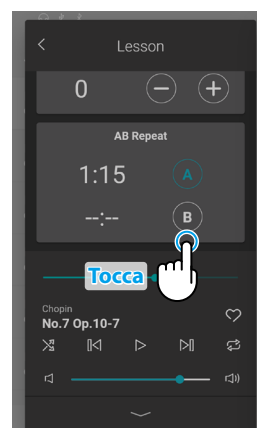 Lesson
0
AB Repeat
1:15 A
--:-- B
Tocca
Chopin
No.7 Op.10-7